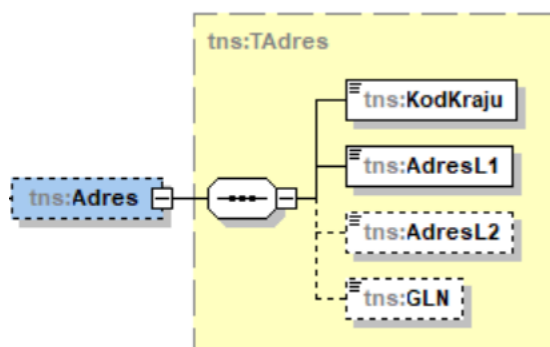 tns:TAdres
tns:KodKraju
tns:Adres
tns:AdresL1
tns:AdresL2
tns:GLN